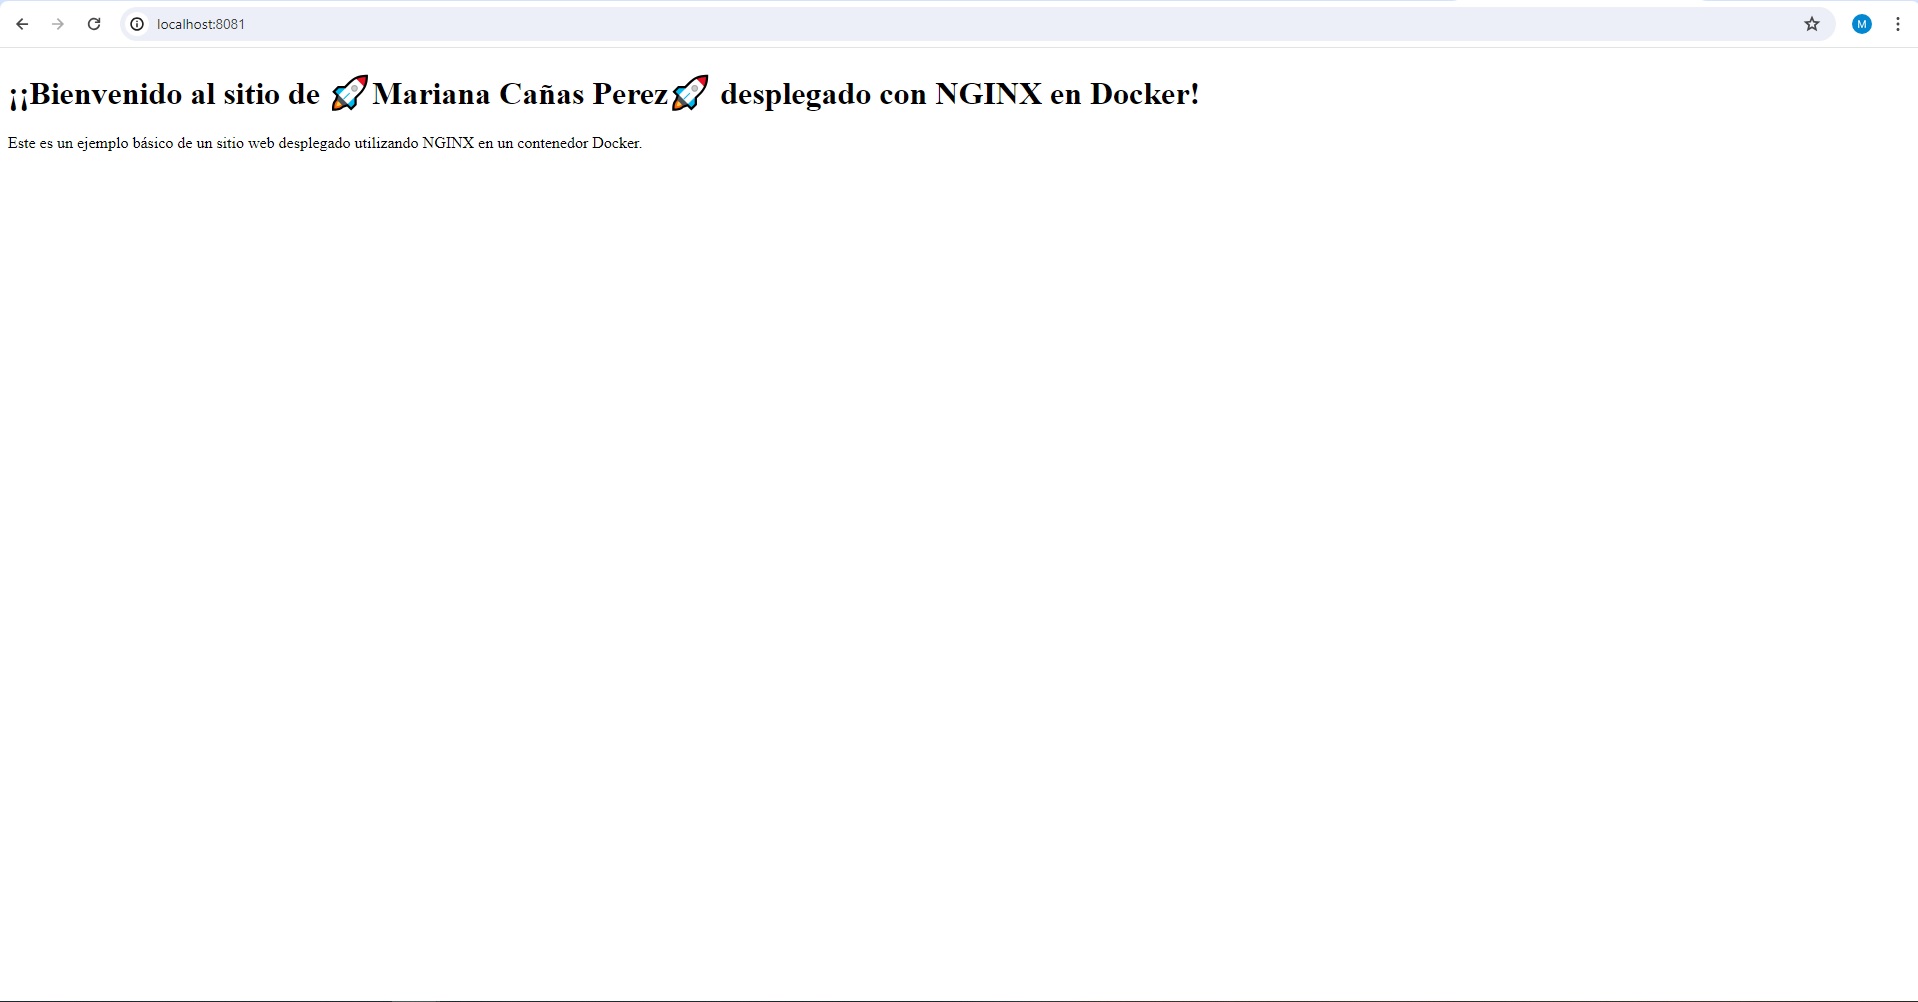 localhost:8081
M
¡¡Bienvenido al sitio de 🚀Mariana Cañas Perez🚀 desplegado con NGINX en Docker!
Este es un ejemplo básico de un sitio web desplegado utilizando NGINX en un contenedor Docker.